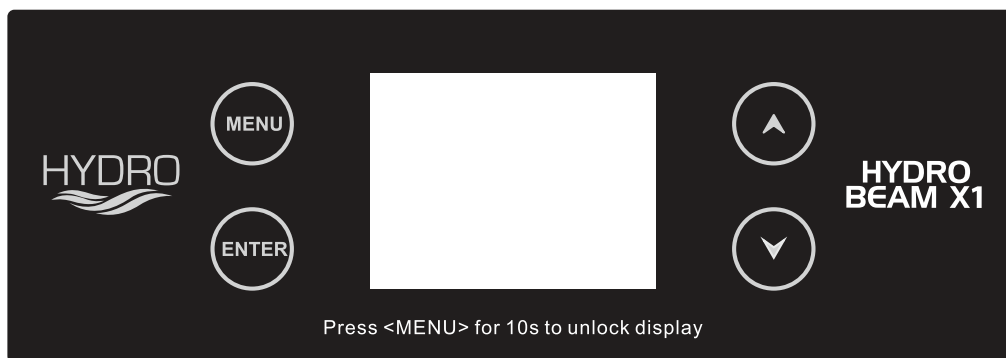 HYDRO
MENU
ENTER
HYDRO
BEAM X1
Press <MENU> for 10s to unlock display